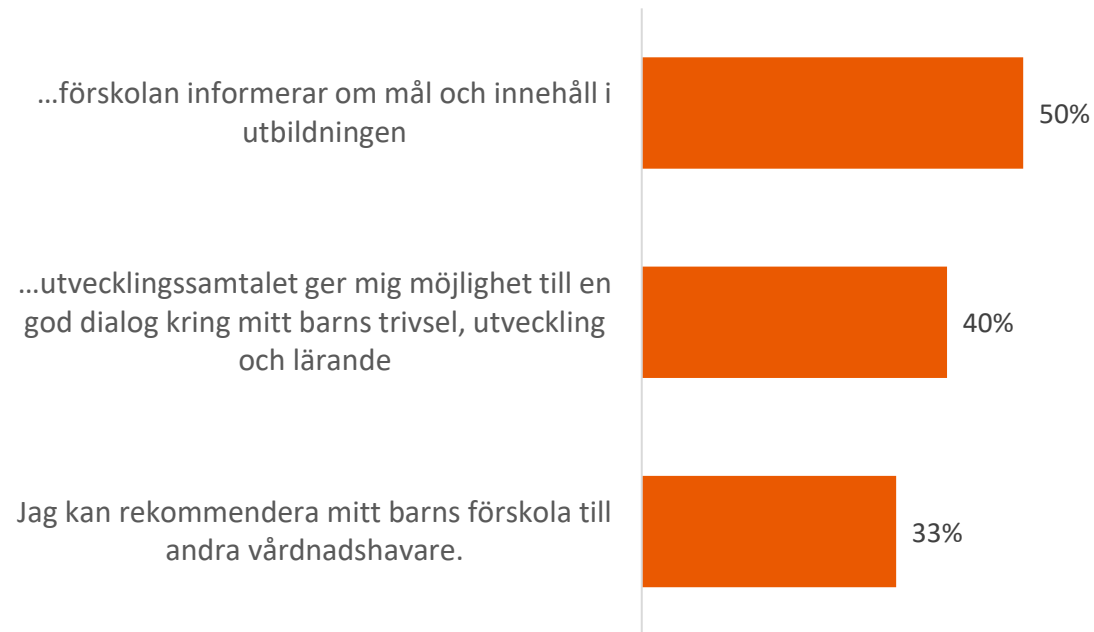 ...förskolan informerar om mål och innehåll i
utbildningen
50%
...utvecklingssamtalet ger mig möjlighet till en
god dialog kring mitt barns trivsel, utveckling
och lärande
40%
Jag kan rekommendera mitt barns förskola till
andra vårdnadshavare.
33%